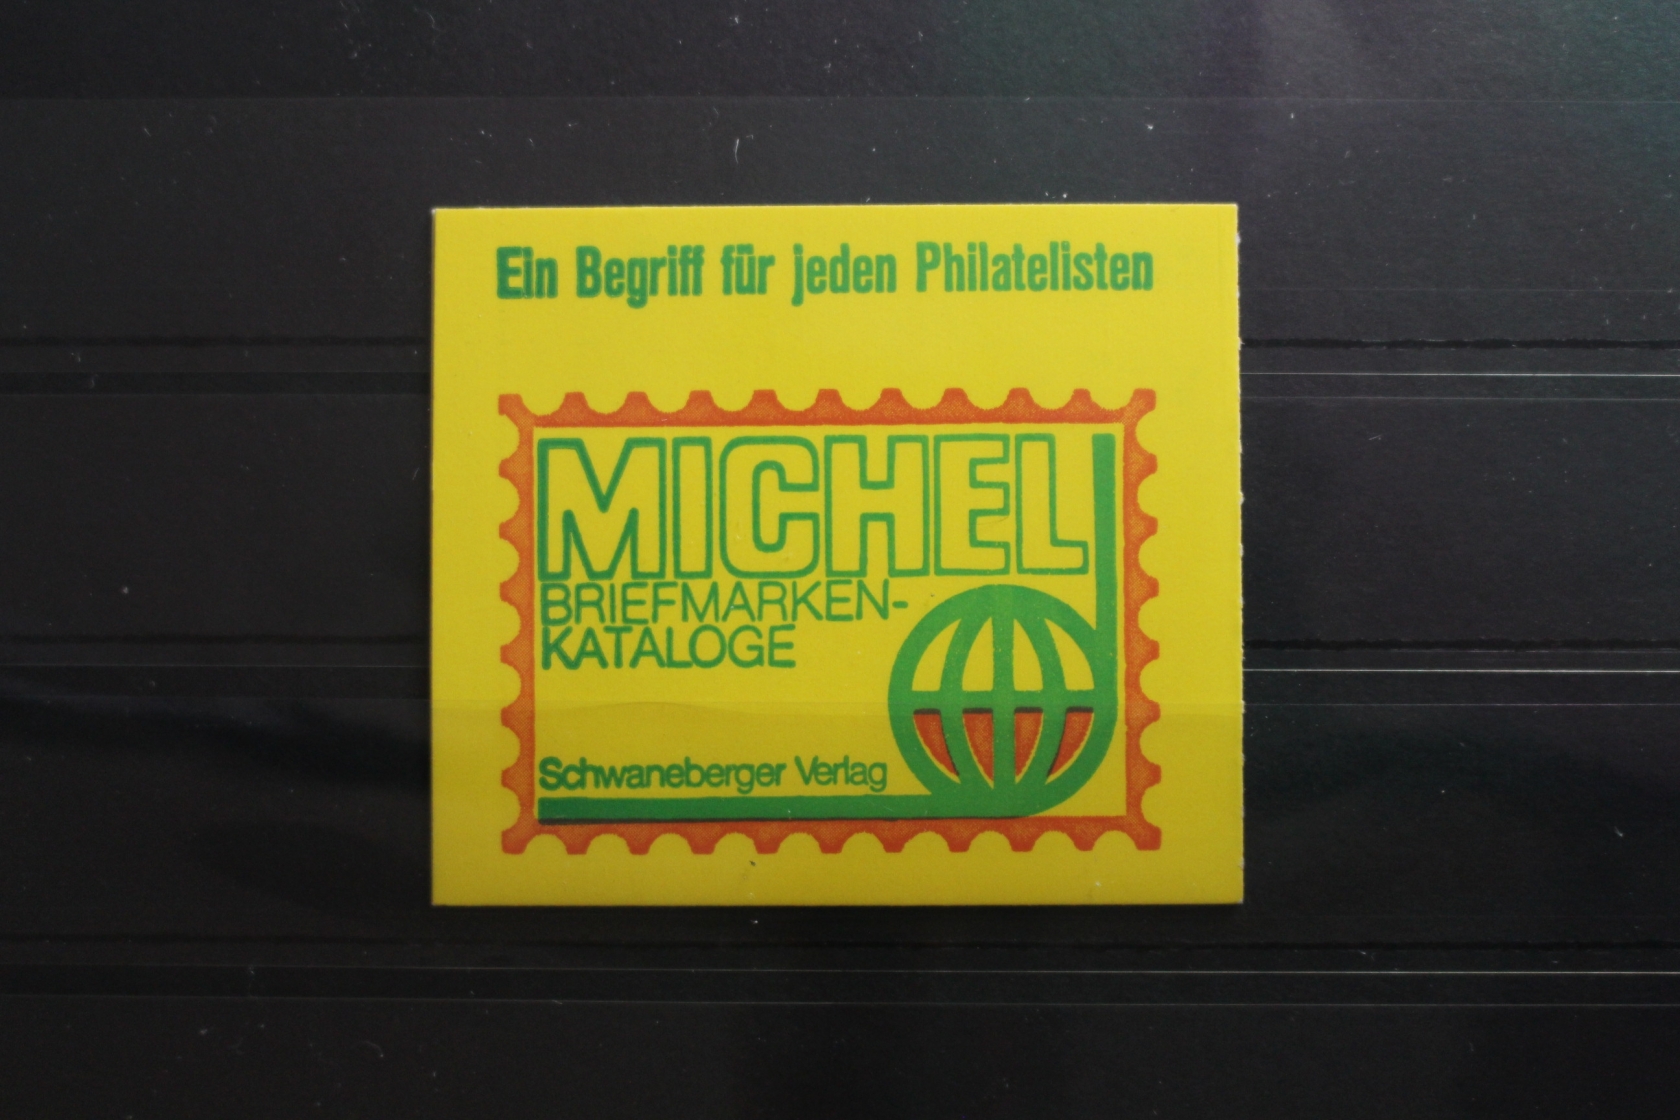 Ein Begriff für jeden Philatelisten
MICHEL
BRIEFMARKEN-
KATALOGE
Schwaneberger Verlag